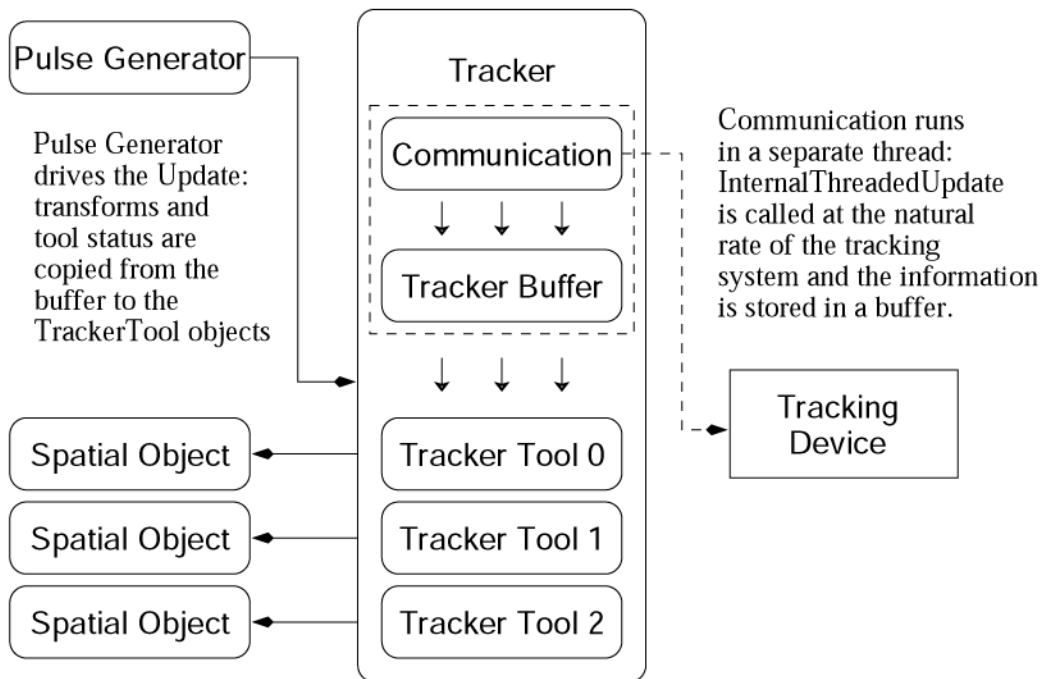 Pulse Generator
Tracker
Pulse Generator
drives the Update:
transforms and
tool status are
copied from the
buffer to the
TrackerTool objects
Communication
Tracker Buffer
Communication runs
in a separate thread:
InternalThreadedUpdate
is called at the natural
rate of the tracking
system and the information
is stored in a buffer.
Tracking
Device
Spatial Object
Tracker Tool 0
Spatial Object
Tracker Tool 1
Spatial Object
Tracker Tool 2